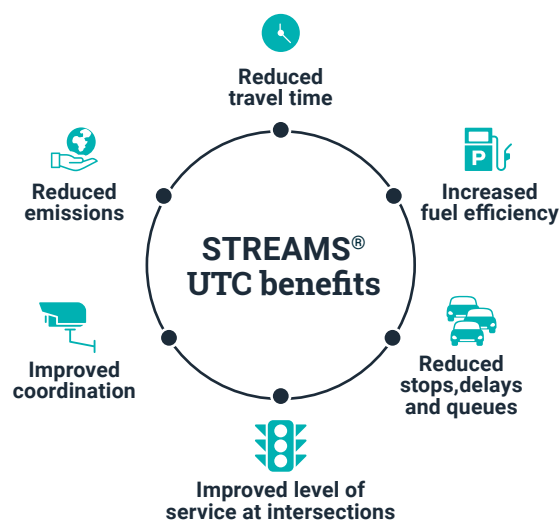 Reduced
travel time
Increased
fuel efficiency
P
Reduced
stops,delays
and queues
Improved level of
service at intersections
Improved
coordination
Reduced
emissions
STREAMS®
UTC benefits